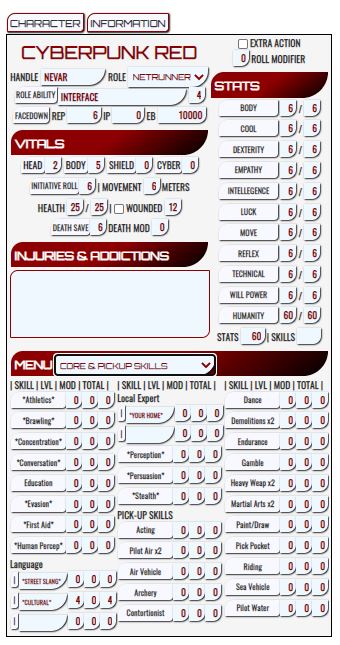 CHARACTER INFORMATION
CYBERPUNK RED
EXTRA ACTION
0 ROLL MODIFIER
HANDLE NEVAR ROLE NETRUNNER
ROLE ABILITY INTERFACE 4
FACEDOWN REP 6 IP 0 EB 10000
STATS
BODY 6 / 6
COOL 6 / 6
DEXTERITY 6 / 6
EMPATHY 6 / 6
INTELLEGENCE 6 / 6
LUCK 6 / 6
MOVE 6 / 6
REFLEX 6 / 6
TECHNICAL 6 / 6
WILL POWER 6 / 6
HUMANITY 60 / 60
STATS 60 | SKILLS
VITALS
HEAD 2 BODY 5 SHIELD 0 CYBER 0
INITIATIVE ROLL 6 | MOVEMENT 6 METERS
HEALTH 25 / 25 | WOUNDED 12
DEATH SAVE 6 DEATH MOD 0
INJURIES & ADDICTIONS
MENU CORE & PICKUP SKILLS
| SKILL | LVL | MOD | TOTAL |
*Athletics* 0 0 0
*Brawling* 0 0 0
*Concentration* 0 0 0
*Conversation* 0 0 0
Education 0 0 0
*Evasion* 0 0 0
*First Aid* 0 0 0
*Human Percep* 0 0 0
Language
| *STREET SLANG* 0 0 0
| *CULTURAL* 4 0 4
| 0 0 0
| SKILL | LVL | MOD | TOTAL |
Local Expert
| *YOUR HOME* 0 0 0
| 0 0 0
*Perception* 0 0 0
*Persuasion* 0 0 0
*Stealth* 0 0 0
PICK-UP SKILLS
Acting 0 0 0
Pilot Air x2 0 0 0
Air Vehicle 0 0 0
Archery 0 0 0
Contortionist 0 0 0
| SKILL | LVL | MOD | TOTAL |
Dance 0 0 0
Demolitions x2 0 0 0
Endurance 0 0 0
Gamble 0 0 0
Heavy Weap x2 0 0 0
Martial Arts x2 0 0 0
Paint/Draw 0 0 0
Pick Pocket 0 0 0
Riding 0 0 0
Sea Vehicle 0 0 0
Pilot Water 0 0 0